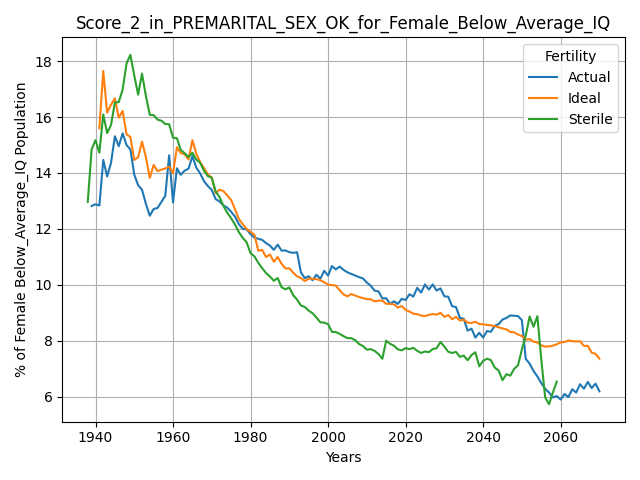 Score_2_in_PREMARITAL_SEX_OK_for_Female_Below_Average_IQ
% of Female Below_Average_IQ Population
18
16
14
12
10
8
6
Fertility
Actual
Ideal
Sterile
1940 1960 1980 2000 2020 2040 2060
Years